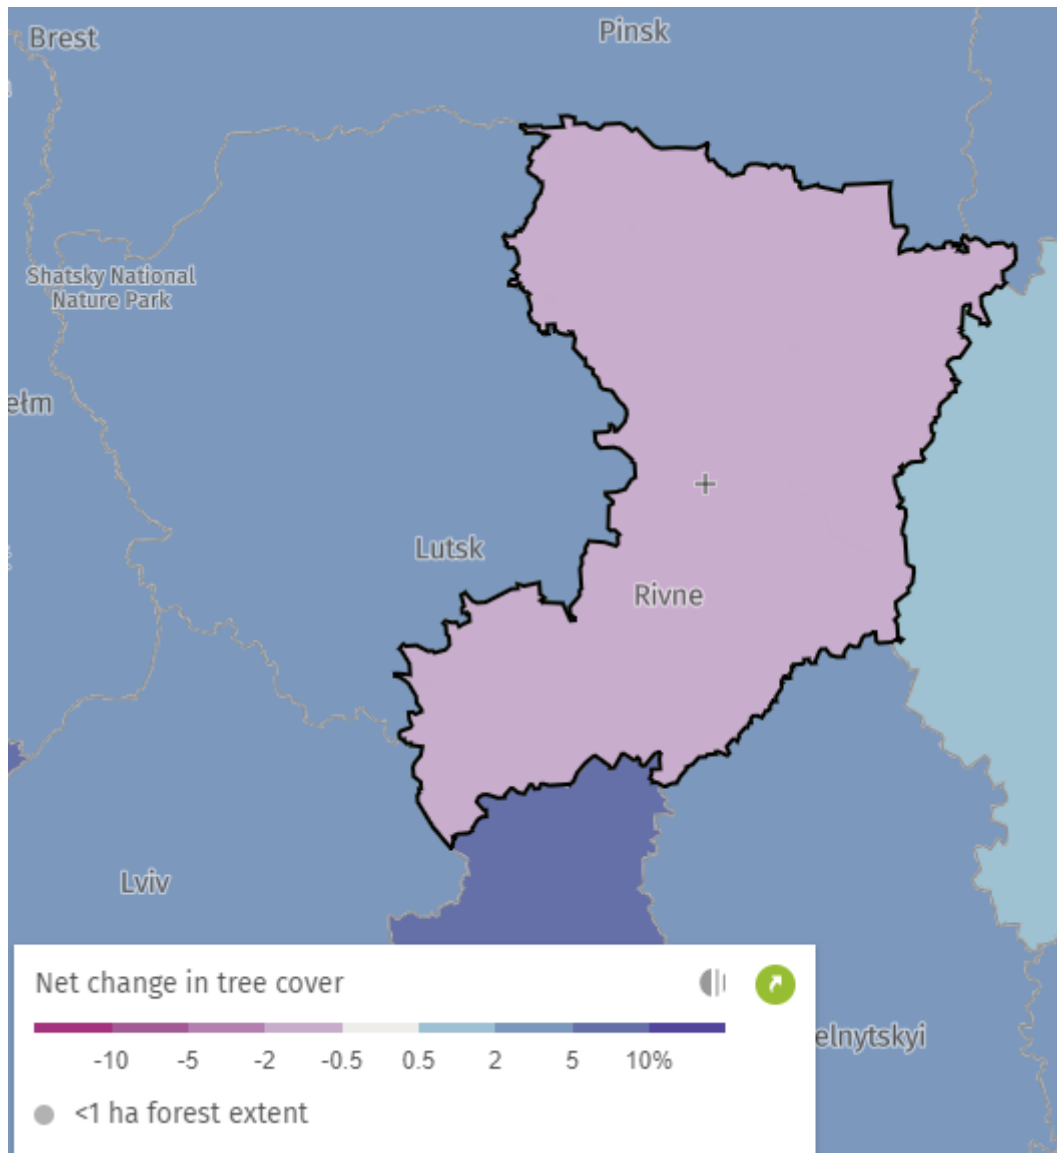 Brest
Pinsk
Shatsky National
Nature Park
ełm
Lutsk
Rivne
Lviv
Net change in tree cover
-10 -5 -2 -0.5 0.5 2 5 10%
elnytskyi
<1 ha forest extent